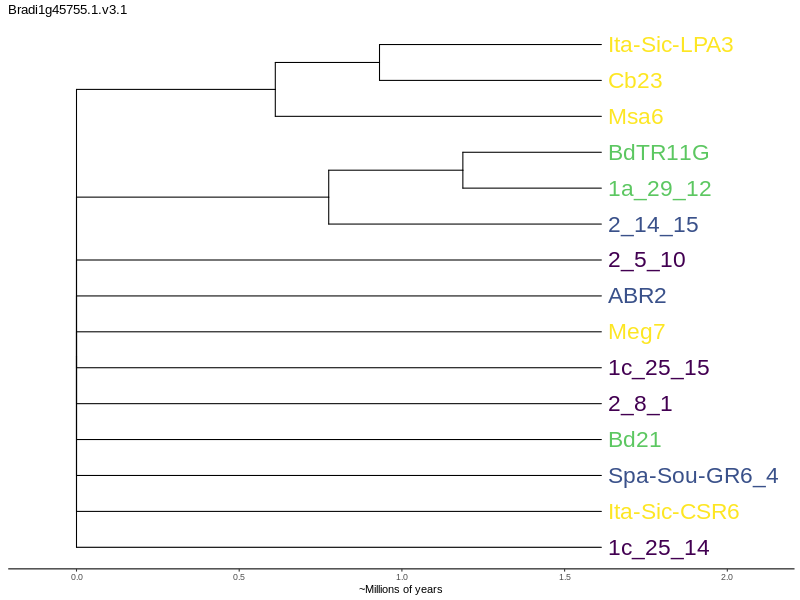 Bradi1g45755.1.v3.1
Ita-Sic-LPA3
Cb23
Msa6
BdTR11G
1a_29_12
2_14_15
2_5_10
ABR2
Meg7
1c_25_15
2_8_1
Bd21
Spa-Sou-GR6_4
Ita-Sic-CSR6
1c_25_14
0.0 0.5 1.0 1.5 2.0
~Millions of years